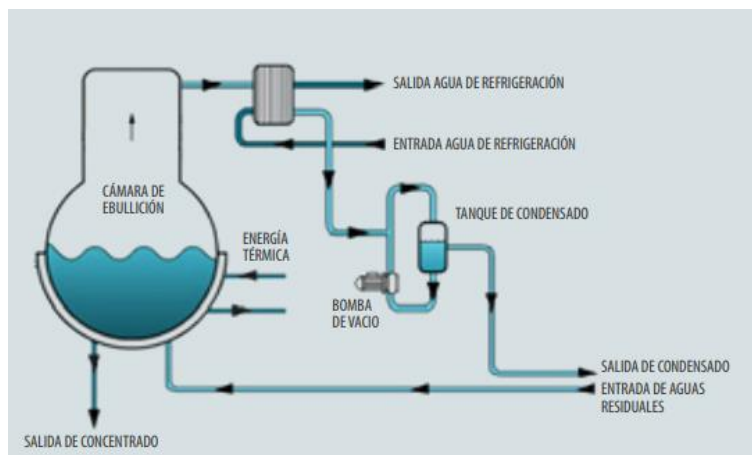 SALIDA AGUA DE REFRIGERACIÓN
ENTRADA AGUA DE REFRIGERACIÓN
CÁMARA DE
EBULLICIÓN
TANQUE DE CONDENSADO
ENERGÍA
TÉRMICA
BOMBA
DE VACIO
SALIDA DE CONDENSADO
ENTRADA DE AGUAS
RESIDUALES
SALIDA DE CONCENTRADO